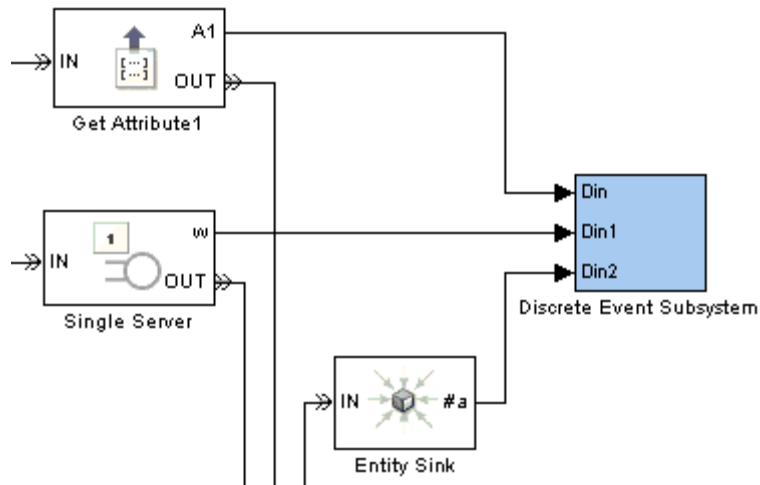 A1
IN
[...]
[...]
OUT
Get Attribute1
Din
1
w
Din1
IN
OUT
Din2
Single Server
Discrete Event Subsystem
IN
#a
Entity Sink